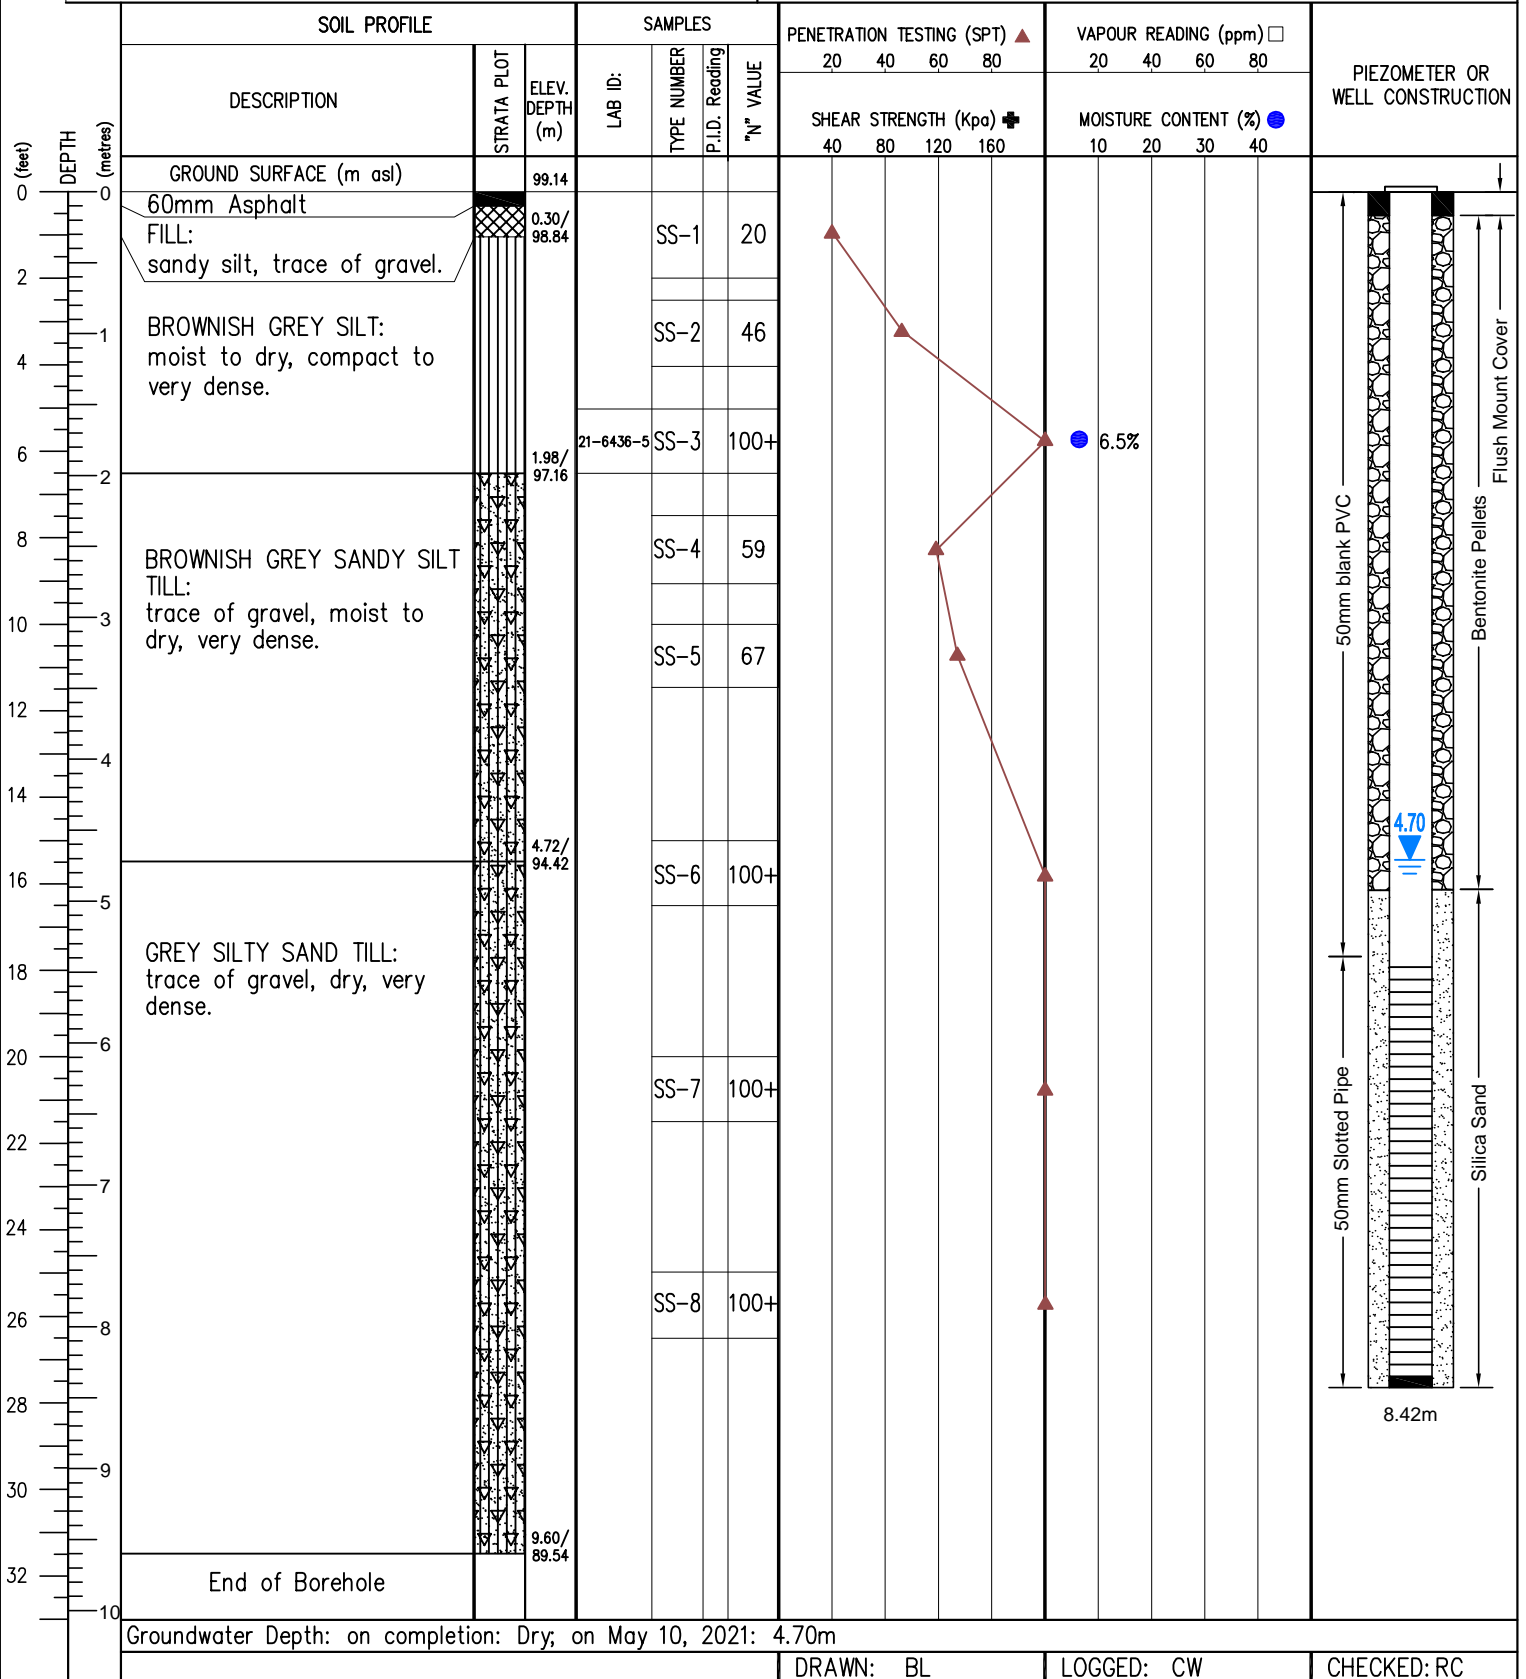 SOIL PROFILE
SAMPLES
PENETRATION TESTING (SPT)
VAPOUR READING (ppm)
20 40 60 80
20 40 60 80
PIEZOMETER OR
WELL CONSTRUCTION
DESCRIPTION
STRATA PLOT
ELEV.
DEPTH
(m)
LAB ID:
TYPE NUMBER
P.I.D. Reading
"N" VALUE
SHEAR STRENGTH (Kpa)
MOISTURE CONTENT (%)
40 80 120 160
10 20 30 40
(feet)
DEPTH
(metres)
GROUND SURFACE (m asl)
99.14
0
0
60mm Asphalt
0.30/
98.84
FILL:
sandy silt, trace of gravel.
SS-1 20
2
BROWNISH GREY SILT:
moist to dry, compact to
very dense.
1
SS-2 46
4
21-6436-5 SS-3 100+
6.5%
6
1.98/
97.16
2
8
SS-4 59
BROWNISH GREY SANDY SILT
TILL:
trace of gravel, moist to
dry, very dense.
10
3
SS-5 67
12
4
14
4.72/
94.42
16
SS-6 100+
5
GREY SILTY SAND TILL:
trace of gravel, dry, very
dense.
18
6
20
SS-7 100+
22
7
24
SS-8 100+
26
8
28
9
30
9.60/
89.54
32
End of Borehole
10
Flush Mount Cover
50mm blank PVC
Bentonite Pellets
4.70
50mm Slotted Pipe
Silica Sand
8.42m
Groundwater Depth: on completion: Dry; on May 10, 2021: 4.70m
DRAWN: BL
LOGGED: CW
CHECKED: RC